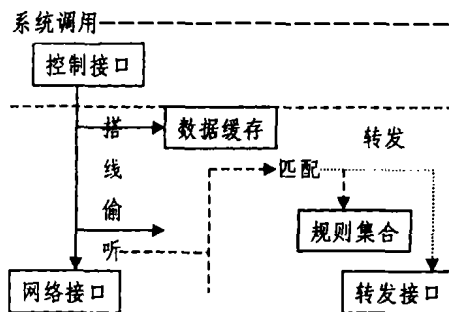 系统调用
控制接口
搭线偷听
数据缓存
转发
匹配
规则集合
网络接口
转发接口